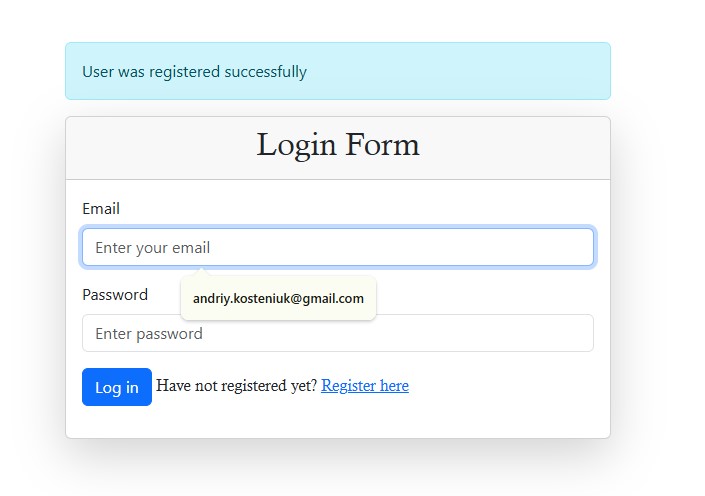 User was registered successfully
Login Form
Email
Enter your email
andriy.kosteniuk@gmail.com
Password
Enter password
Log in Have not registered yet? Register here